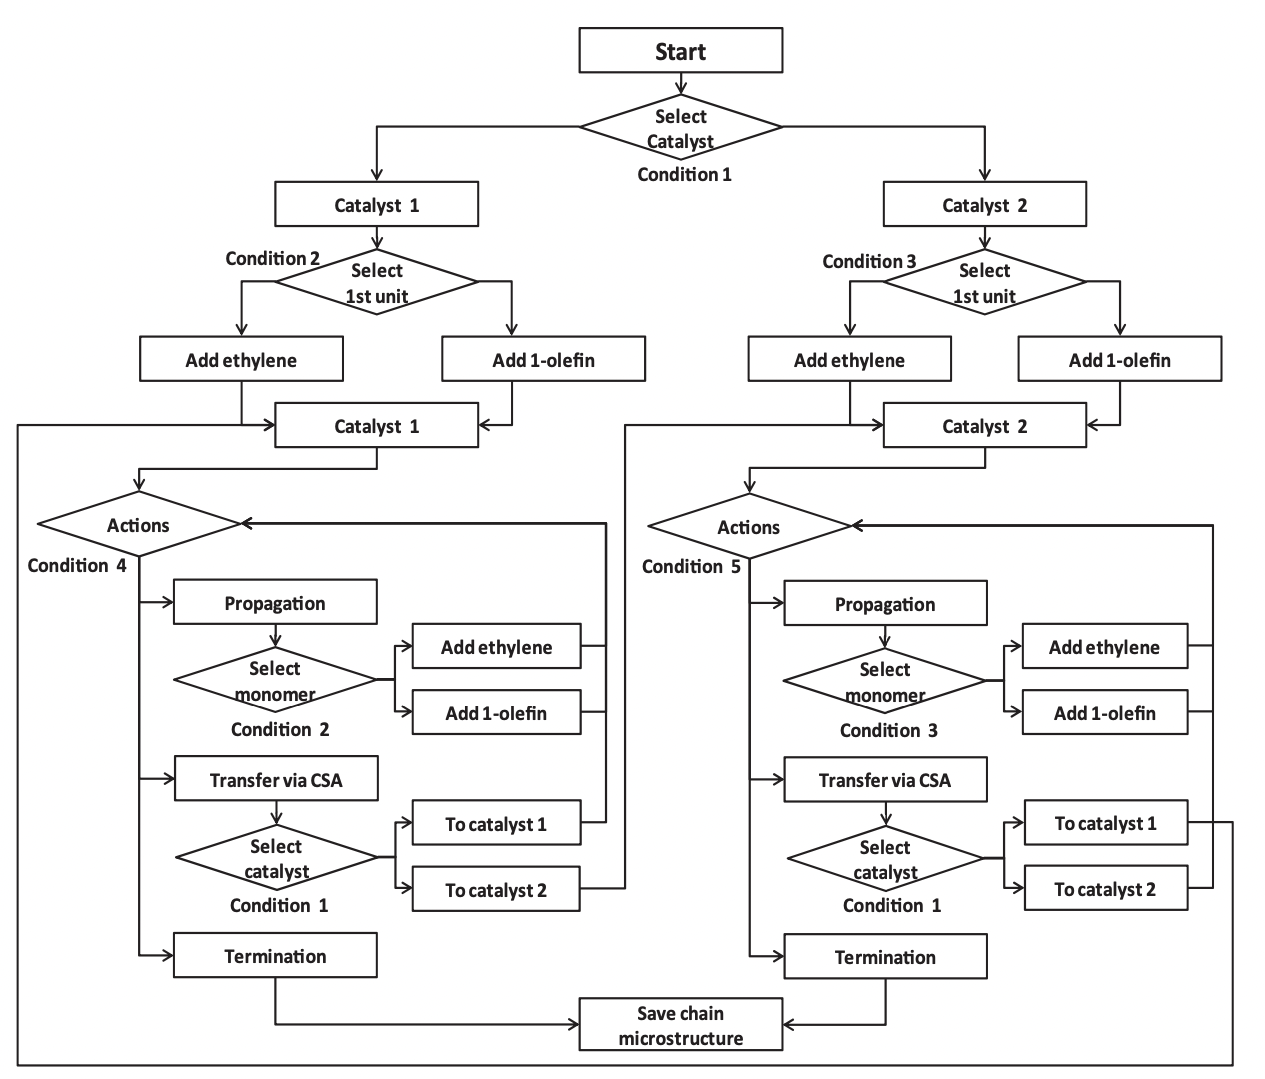 Start
Select
Catalyst
Condition 1
Catalyst 1
Catalyst 2
Condition 2
Select
1st unit
Condition 3
Select
1st unit
Add ethylene
Add 1-olefin
Add ethylene
Add 1-olefin
Catalyst 1
Catalyst 2
Actions
Condition 4
Propagation
Select
monomer
Condition 2
Add ethylene
Add 1-olefin
Transfer via CSA
Select
catalyst
Condition 1
To catalyst 1
To catalyst 2
Termination
Actions
Condition 5
Propagation
Select
monomer
Condition 3
Add ethylene
Add 1-olefin
Transfer via CSA
Select
catalyst
Condition 1
To catalyst 1
To catalyst 2
Termination
Save chain
microstructure